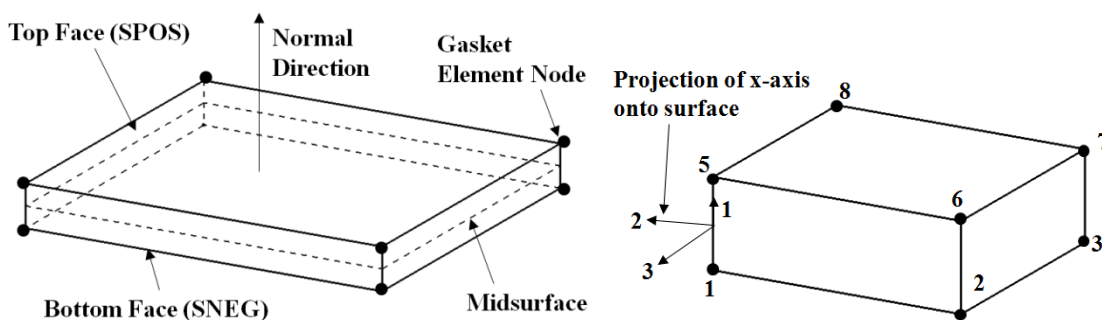 Top Face (SPOS)
Normal
Direction
Gasket
Element Node
Bottom Face (SNEG)
Midsurface
Projection of x-axis
onto surface
8
7
5
6
1
2
3
3
1
2